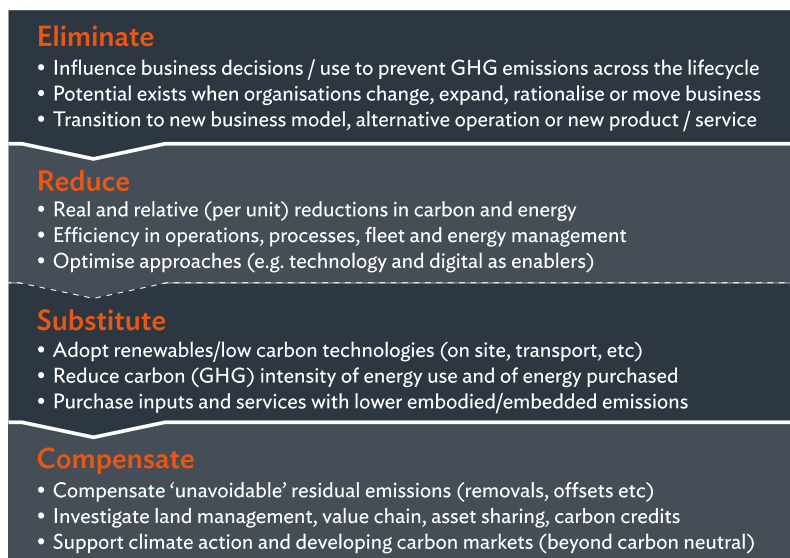 Eliminate
• Influence business decisions / use to prevent GHG emissions across the lifecycle
• Potential exists when organisations change, expand, rationalise or move business
• Transition to new business model, alternative operation or new product / service
Reduce
• Real and relative (per unit) reductions in carbon and energy
• Efficiency in operations, processes, fleet and energy management
• Optimise approaches (e.g. technology and digital as enablers)
Substitute
• Adopt renewables/low carbon technologies (on site, transport, etc)
• Reduce carbon (GHG) intensity of energy use and of energy purchased
• Purchase inputs and services with lower embodied/embedded emissions
Compensate
• Compensate ‘unavoidable’ residual emissions (removals, offsets etc)
• Investigate land management, value chain, asset sharing, carbon credits
• Support climate action and developing carbon markets (beyond carbon neutral)